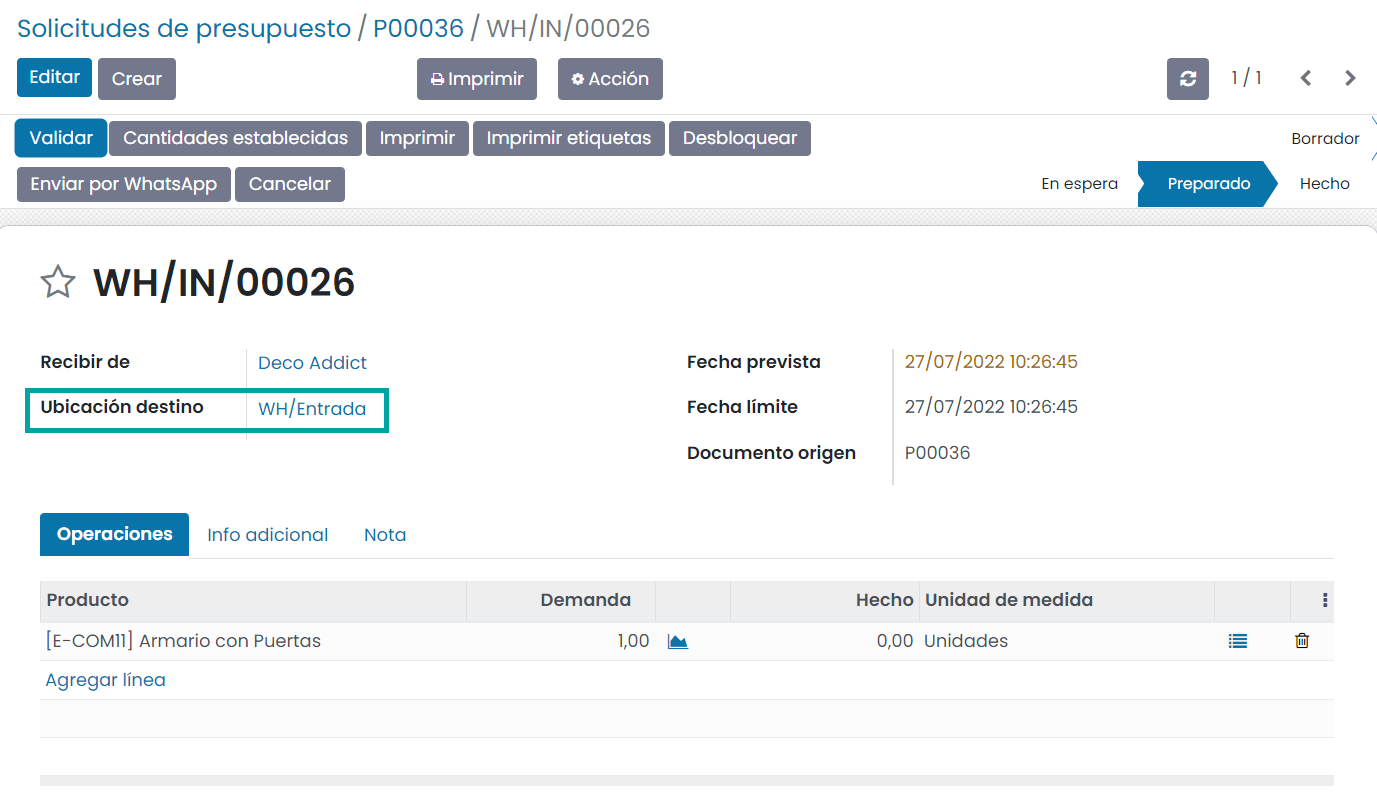 Solicitudes de presupuesto / P00036 / WH/IN/00026
Editar Crear Imprimir Acción 1 / 1
Validar Cantidades establecidas Imprimir Imprimir etiquetas Desbloquear Borrador
Enviar por WhatsApp Cancelar En espera Preparado Hecho
WH/IN/00026
Recibir de Deco Addict Fecha prevista 27/07/2022 10:26:45
Ubicación destino WH/Entrada Fecha límite 27/07/2022 10:26:45
Documento origen P00036
Operaciones Info adicional Nota
Producto Demanda Hecho Unidad de medida
[E-COM11] Armario con Puertas 1,00 0,00 Unidades
Agregar línea